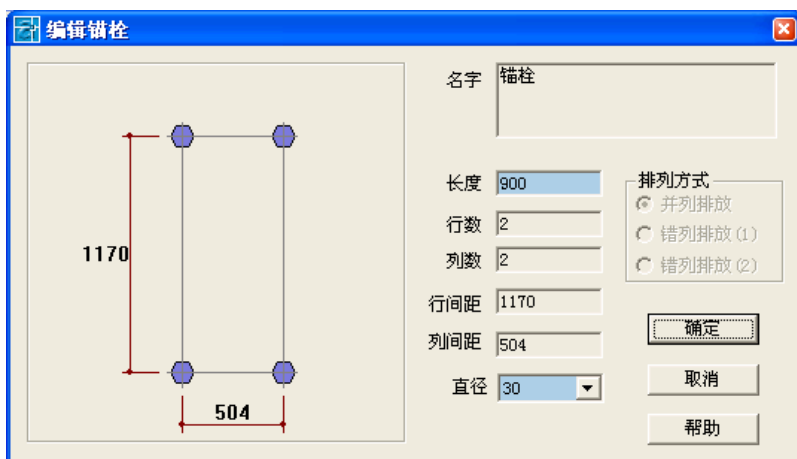 编辑锚栓
1170
504
名字 锚栓
长度 900
行数 2
列数 2
行间距 1170
列间距 504
直径 30
排列方式
并列排放
错列排放(1)
错列排放(2)
确定
取消
帮助